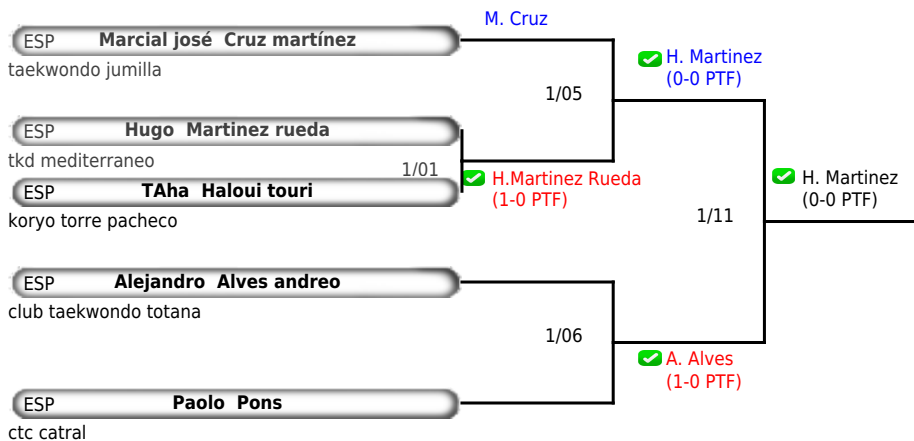 M. Cruz
ESP Marcial josé Cruz martínez
taekwondo jumilla
H. Martinez
(0-0 PTF)
1/05
ESP Hugo Martinez rueda
tkd mediterraneo
1/01
H.Martinez Rueda
(1-0 PTF)
H. Martinez
(0-0 PTF)
ESP TAha Haloui touri
koryo torre pacheco
1/11
ESP Alejandro Alves andreo
club taekwondo totana
1/06
A. Alves
(1-0 PTF)
ESP Paolo Pons
ctc catral